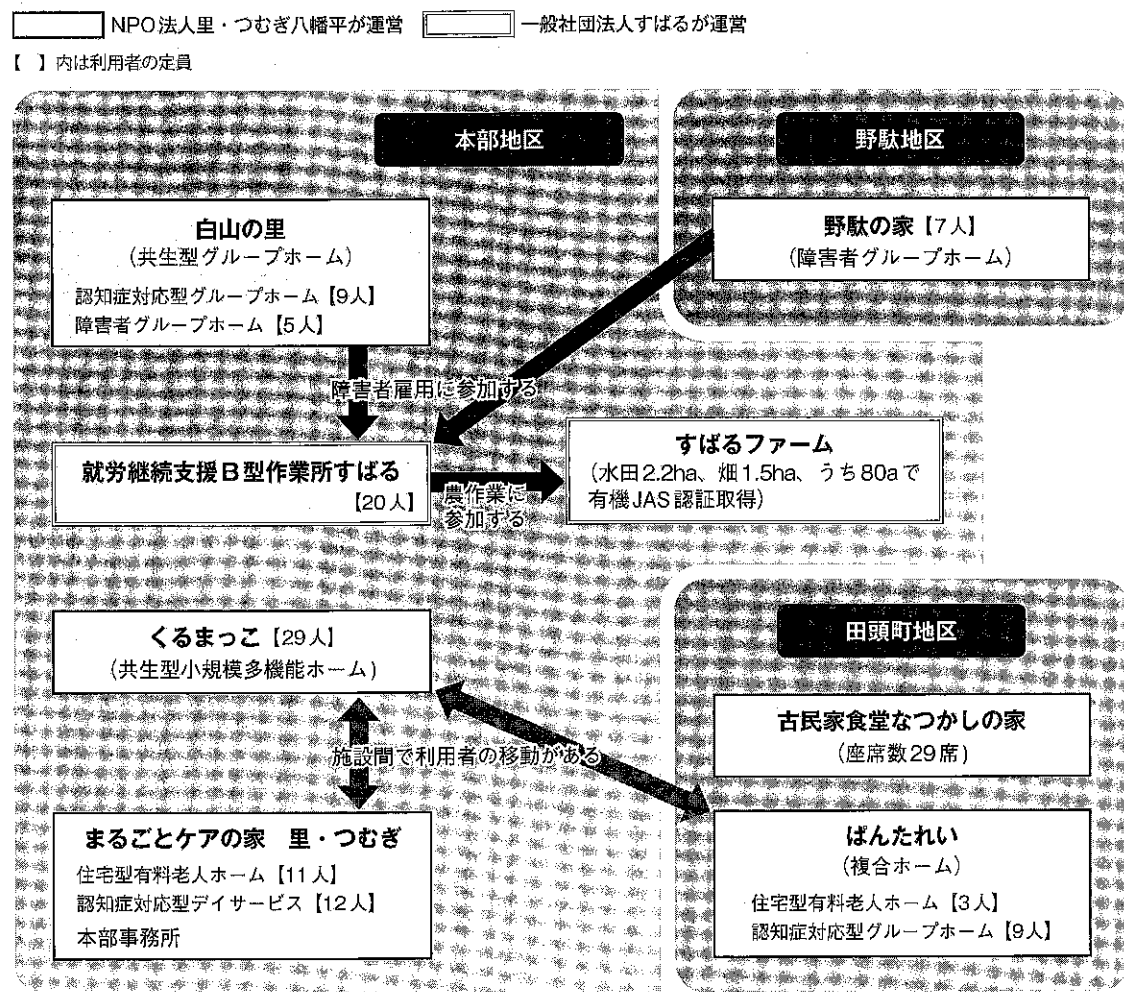 NPO法人里・つむぎ八幡平が運営
一般社団法人すばるが運営
【　】内は利用者の定員
本部地区
白山の里
（共生型グループホーム）
認知症対応型グループホーム【9人】
障害者グループホーム【5人】
野駄地区
野駄の家【7人】
（障害者グループホーム）
障害者雇用に参加する
就労継続支援B型作業所すばる
【20人】
農作業に
参加する
すばるファーム
（水田2.2ha、畑1.5ha、うち80aで
有機JAS認証取得）
くるまっこ【29人】
（共生型小規模多機能ホーム）
施設間で利用者の移動がある
まるごとケアの家　里・つむぎ
住宅型有料老人ホーム【11人】
認知症対応型デイサービス【12人】
本部事務所
田頭町地区
古民家食堂なつかしの家
（座席数29席）
ぱんたれい
（複合ホーム）
住宅型有料老人ホーム【3人】
認知症対応型グループホーム【9人】